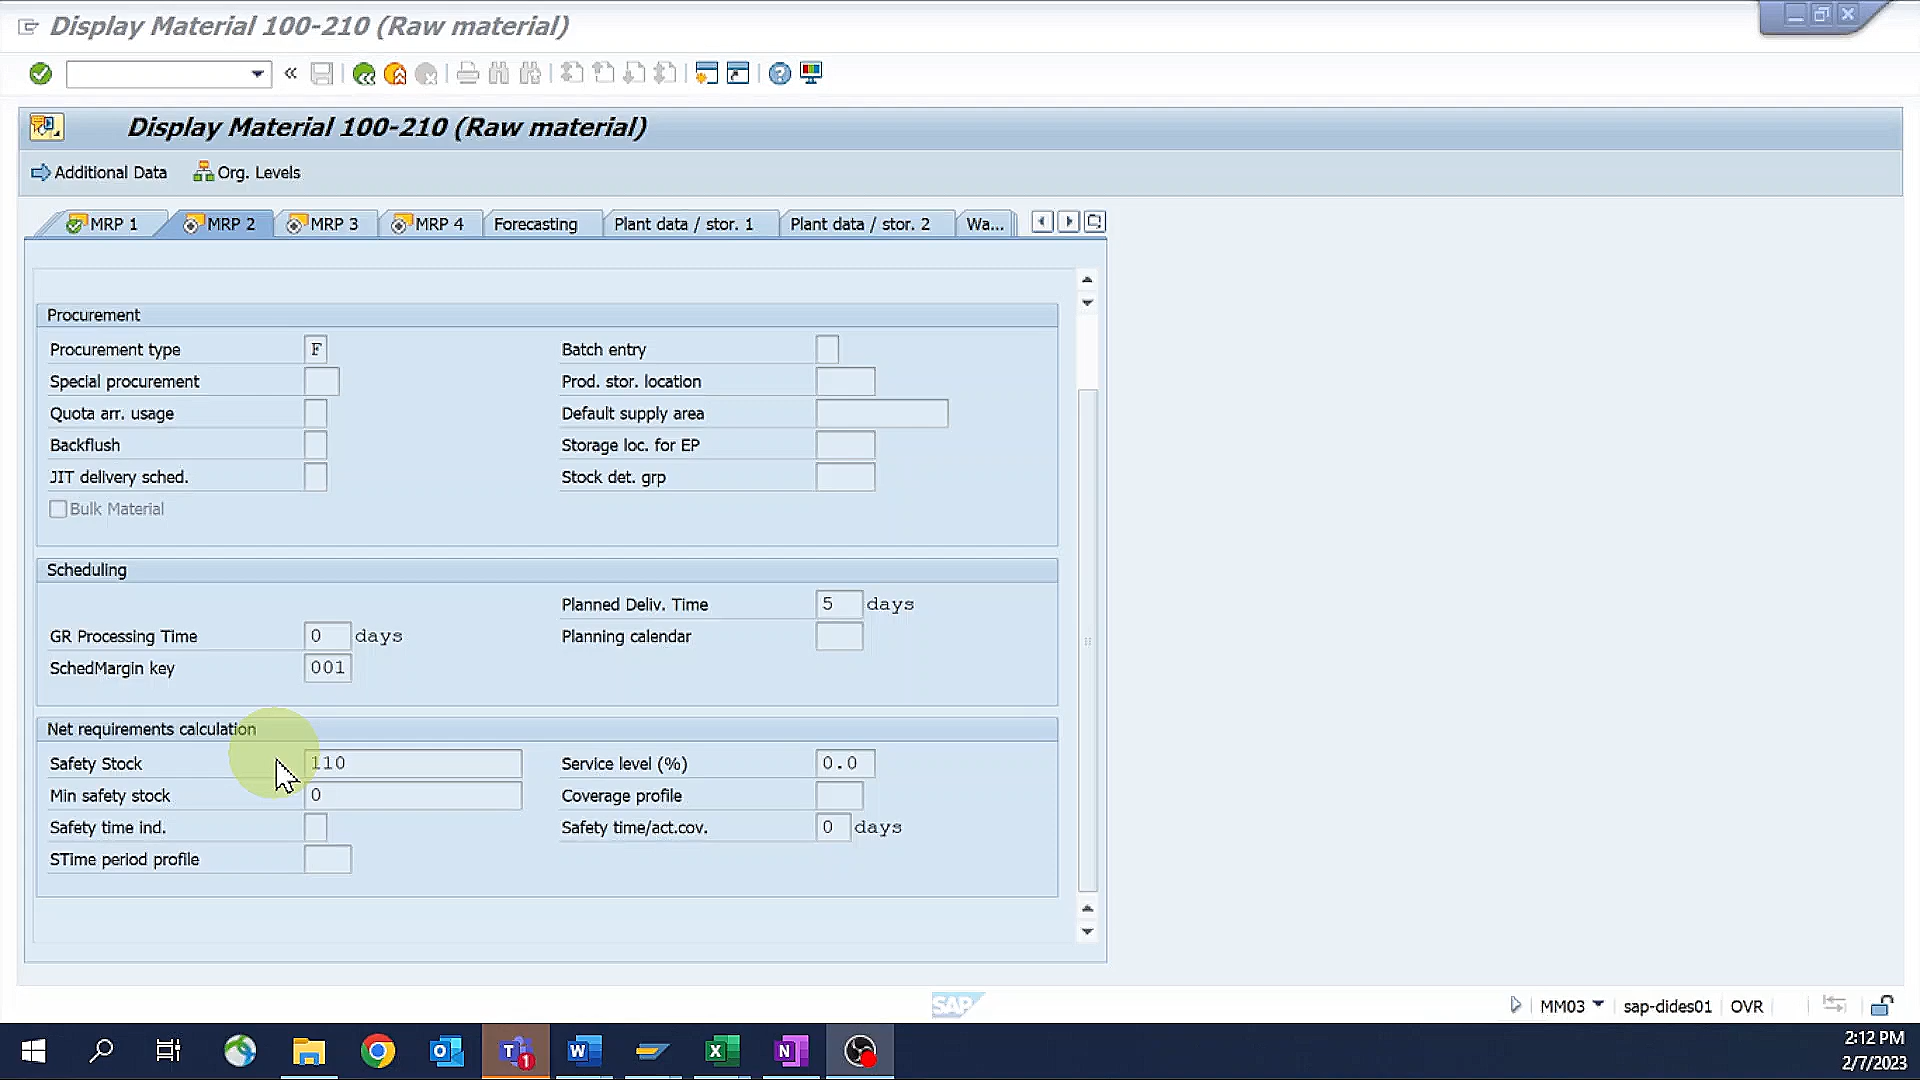 Display Material 100-210 (Raw material)
Display Material 100-210 (Raw material)
Additional Data Org. Levels
MRP 1 MRP 2 MRP 3 MRP 4 Forecasting Plant data / stor. 1 Plant data / stor. 2 Wa...
Procurement
Procurement type F Batch entry
Special procurement Prod. stor. location
Quota arr. usage Default supply area
Backflush Storage loc. for EP
JIT delivery sched. Stock det. grp
Bulk Material
Scheduling
Planned Deliv. Time 5 days
GR Processing Time 0 days Planning calendar
SchedMargin key 001
Net requirements calculation
Safety Stock 110 Service level (%) 0.0
Min safety stock 0 Coverage profile
Safety time ind. Safety time/act.cov. 0 days
STime period profile
SAP MM03 sap-dides01 OVR
2:12 PM
2/7/2023